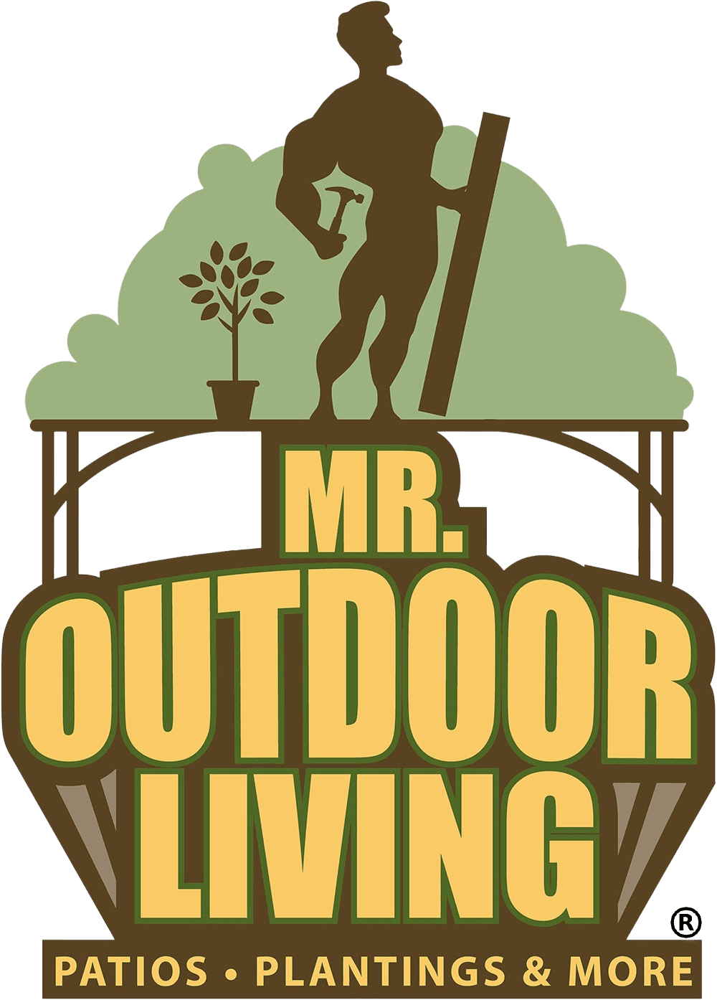 MR.
OUTDOOR
LIVING
®
PATIOS • PLANTINGS & MORE